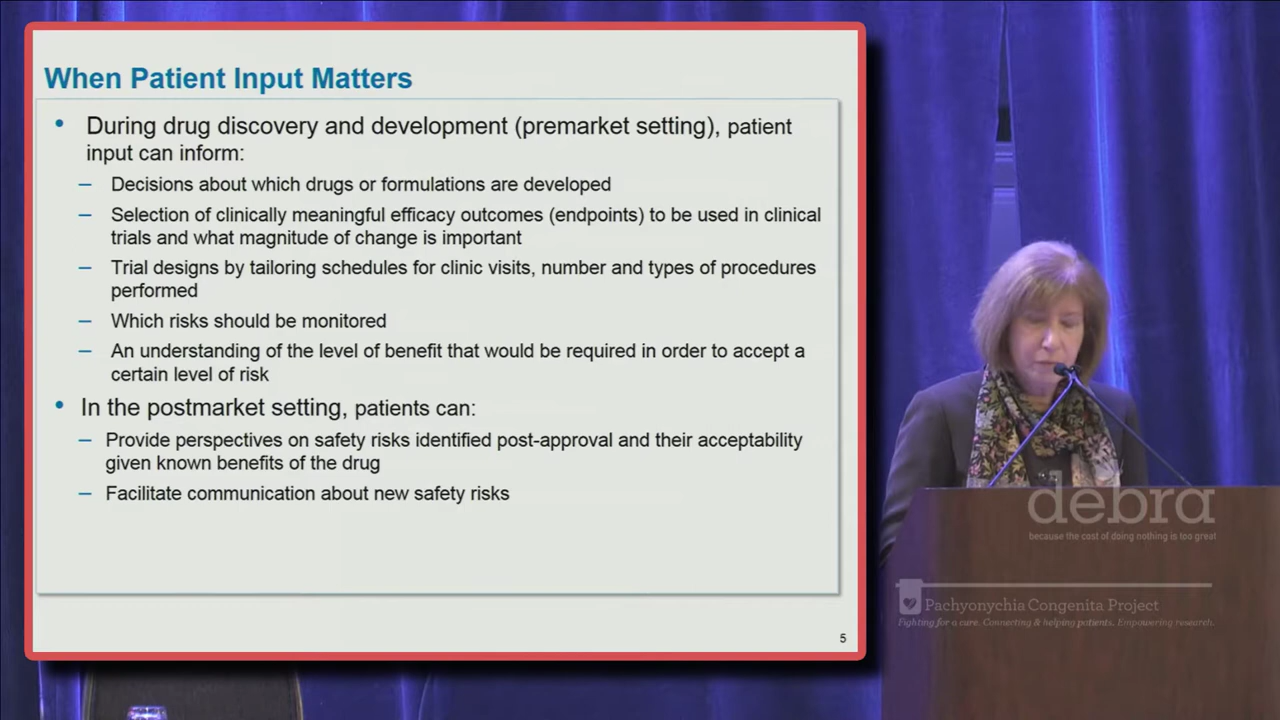 When Patient Input Matters
• During drug discovery and development (premarket setting), patient
input can inform:
– Decisions about which drugs or formulations are developed
– Selection of clinically meaningful efficacy outcomes (endpoints) to be used in clinical
trials and what magnitude of change is important
– Trial designs by tailoring schedules for clinic visits, number and types of procedures
performed
– Which risks should be monitored
– An understanding of the level of benefit that would be required in order to accept a
certain level of risk
• In the postmarket setting, patients can:
– Provide perspectives on safety risks identified post-approval and their acceptability
given known benefits of the drug
– Facilitate communication about new safety risks
5
debra
because the cost of doing nothing is too great
Pachyonychia Congenita Project
Fighting for a cure. Connecting & helping patients. Empowering research.